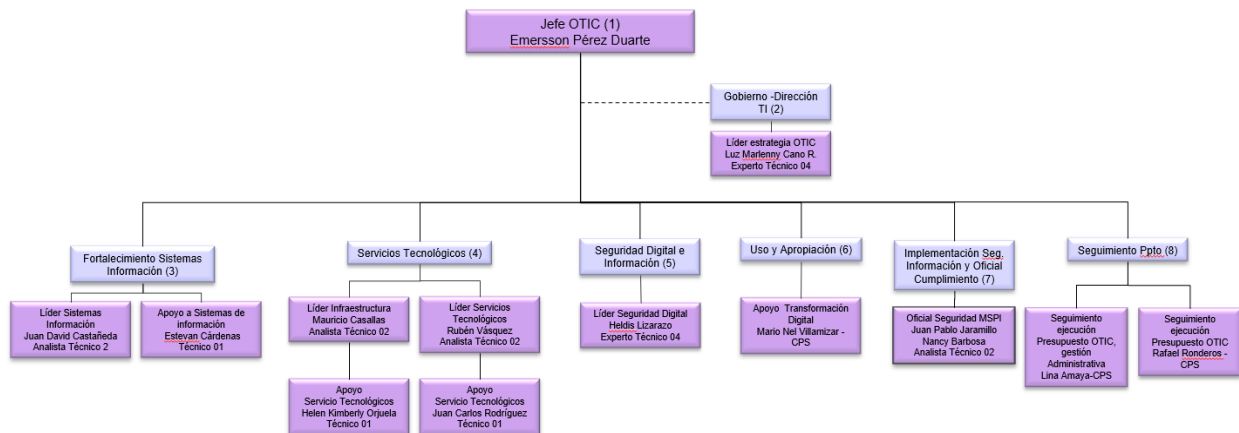 Jefe OTIC (1)
Emersson Pérez Duarte
Gobierno -Dirección
TI (2)
Líder estrategia OTIC
Luz Marlenny Cano R.
Experto Técnico 04
Fortalecimiento Sistemas
Información (3)
Líder Sistemas
Información
Juan David Castañeda
Analista Técnico 2
Apoyo a Sistemas de
información
Estevan Cárdenas
Técnico 01
Servicios Tecnológicos (4)
Líder Infraestructura
Mauricio Casallas
Analista Técnico 02
Apoyo
Servicio Tecnológicos
Helen Kimberly Orjuela
Técnico 01
Líder Servicios
Tecnológicos
Rubén Vásquez
Analista Técnico 02
Apoyo
Servicio Tecnológicos
Juan Carlos Rodríguez
Técnico 01
Seguridad Digital e
Información (5)
Líder Seguridad Digital
Heldis Lizarazo
Experto Técnico 04
Uso y Apropiación (6)
Apoyo Transformación
Digital
Mario Nel Villamizar -
CPS
Implementación Seg.
Información y Oficial
Cumplimiento (7)
Oficial Seguridad MSPI
Juan Pablo Jaramillo
Nancy Barbosa
Analista Técnico 02
Seguimiento Ppto (8)
Seguimiento
ejecución
Presupuesto OTIC,
gestión
Administrativa
Lina Amaya-CPS
Seguimiento
ejecución
Presupuesto OTIC
Rafael Ronderos -
CPS